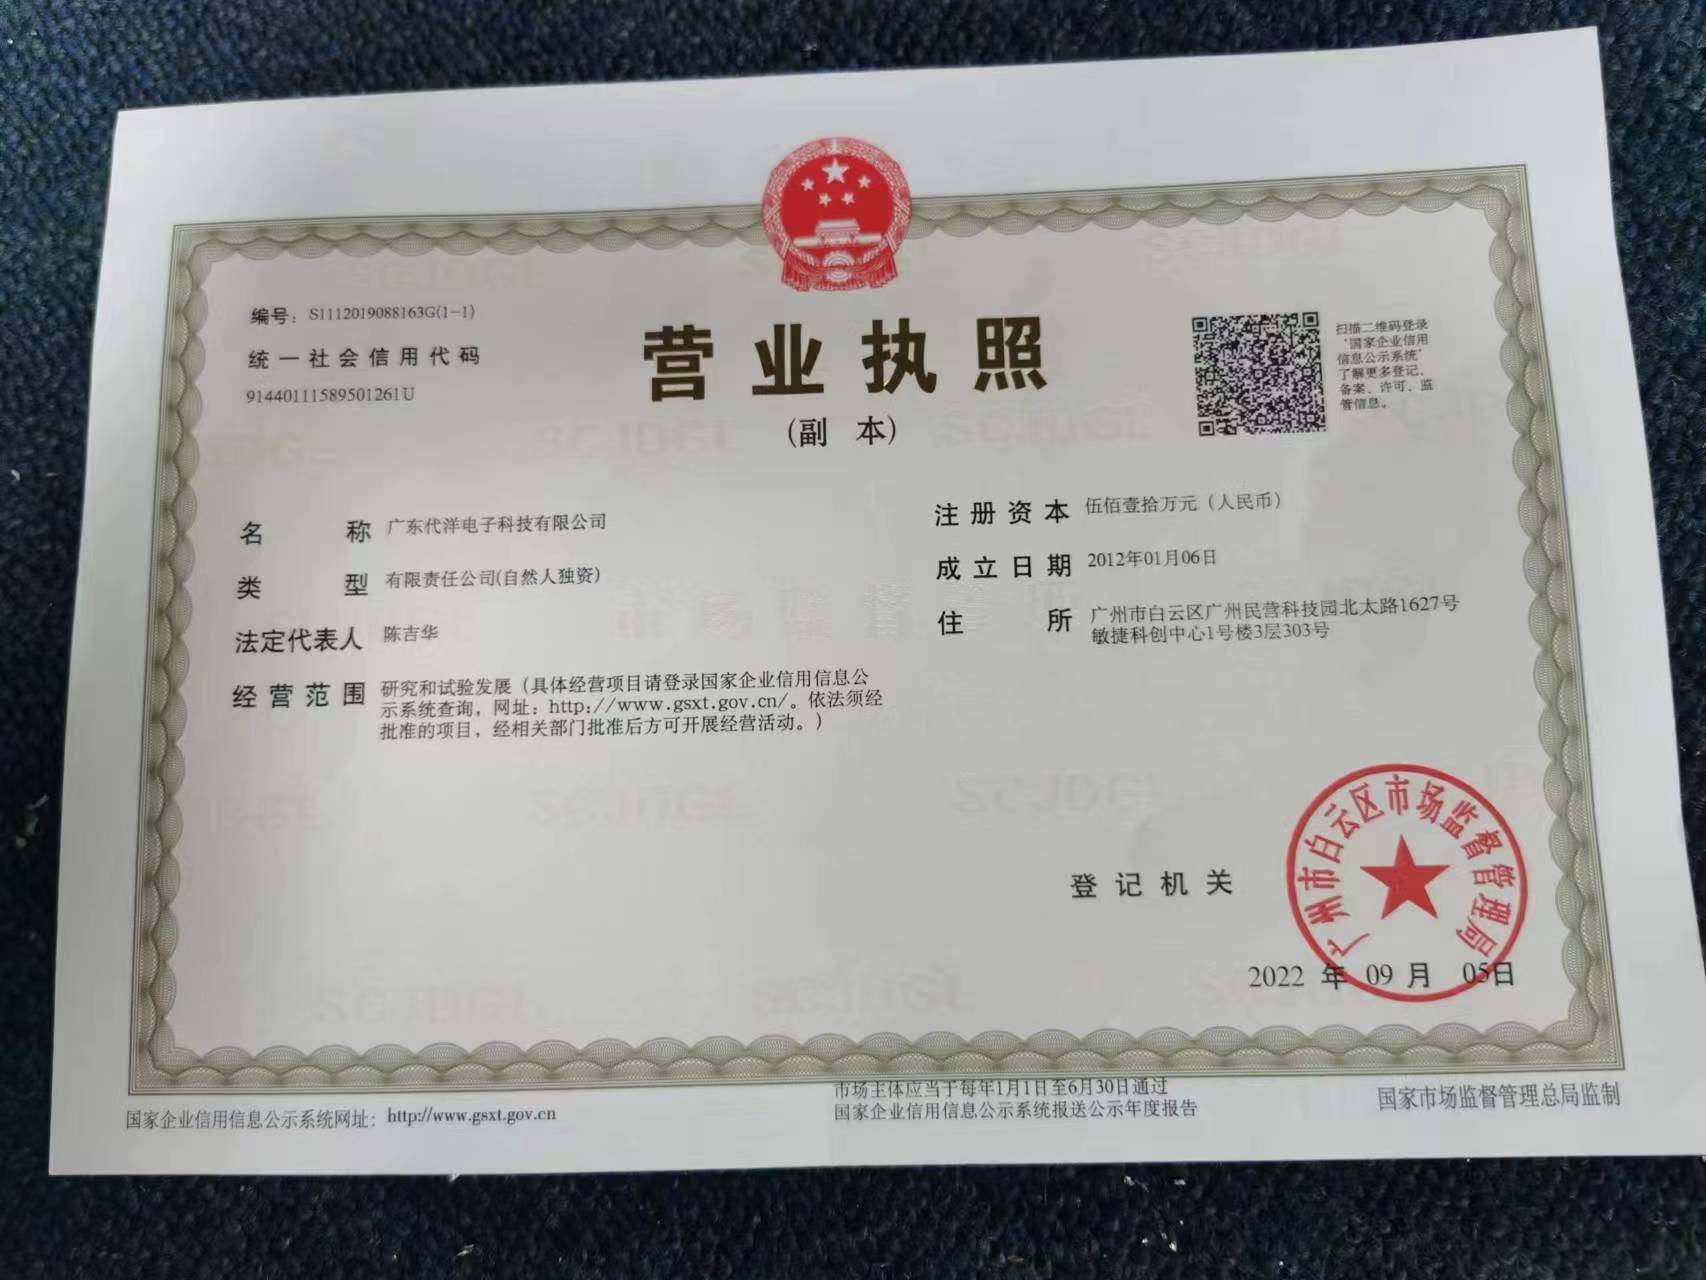 编号：S1112019088163G(1-1)
统一社会信用代码
91440111589501261U
营业执照
(副 本)
扫描二维码登录
‘国家企业信用
信息公示系统’
了解更多登记、
备案、许可、监
管信息。
名 称 广东代洋电子科技有限公司
类 型 有限责任公司(自然人独资)
法定代表人 陈吉华
经营范围 研究和试验发展（具体经营项目请登录国家企业信用信息公
示系统查询，网址：http://www.gsxt.gov.cn/。依法须经
批准的项目，经相关部门批准后方可开展经营活动。）
注册资本 伍佰壹拾万元（人民币）
成立日期 2012年01月06日
住 所 广州市白云区广州民营科技园北太路1627号
敏捷科创中心1号楼3层303号
登记机关
广州市白云区市场监督管理局
2022 年 09 月 05日
国家企业信用信息公示系统网址：http://www.gsxt.gov.cn
市场主体应当于每年1月1日至6月30日通过
国家企业信用信息公示系统报送公示年度报告
国家市场监督管理总局监制
SCJDGL